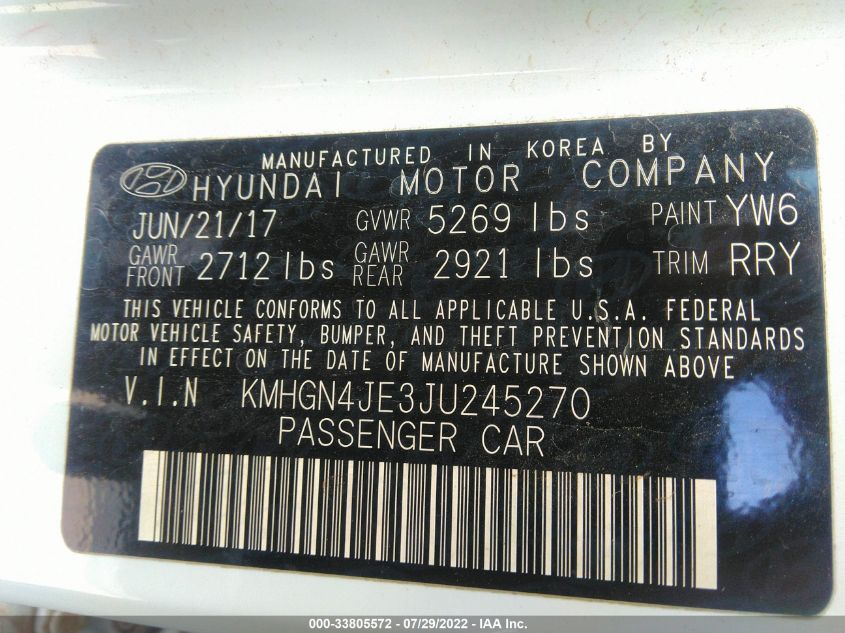 MANUFACTURED IN KOREA BY
HYUNDAI MOTOR COMPANY
JUN/21/17 GVWR 5269 lbs PAINT YW6
GAWR FRONT 2712 lbs GAWR REAR 2921 lbs TRIM RRY
THIS VEHICLE CONFORMS TO ALL APPLICABLE U.S.A. FEDERAL
MOTOR VEHICLE SAFETY, BUMPER, AND THEFT PREVENTION STANDARDS
IN EFFECT ON THE DATE OF MANUFACTURE SHOWN ABOVE
V.I.N KMHGN4JE3JU245270
PASSENGER CAR
000-33805572 - 07/29/2022 - IAA Inc.